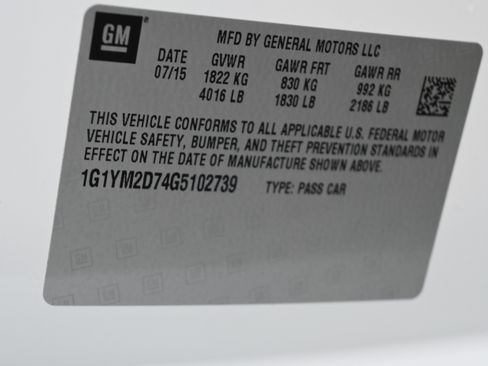 GM
MFD BY GENERAL MOTORS LLC
DATE GVWR GAWR FRT GAWR RR
07/15 1822 KG 830 KG 992 KG
4016 LB 1830 LB 2186 LB
THIS VEHICLE CONFORMS TO ALL APPLICABLE U.S. FEDERAL MOTOR
VEHICLE SAFETY, BUMPER, AND THEFT PREVENTION STANDARDS IN
EFFECT ON THE DATE OF MANUFACTURE SHOWN ABOVE.
1G1YM2D74G5102739 TYPE: PASS CAR